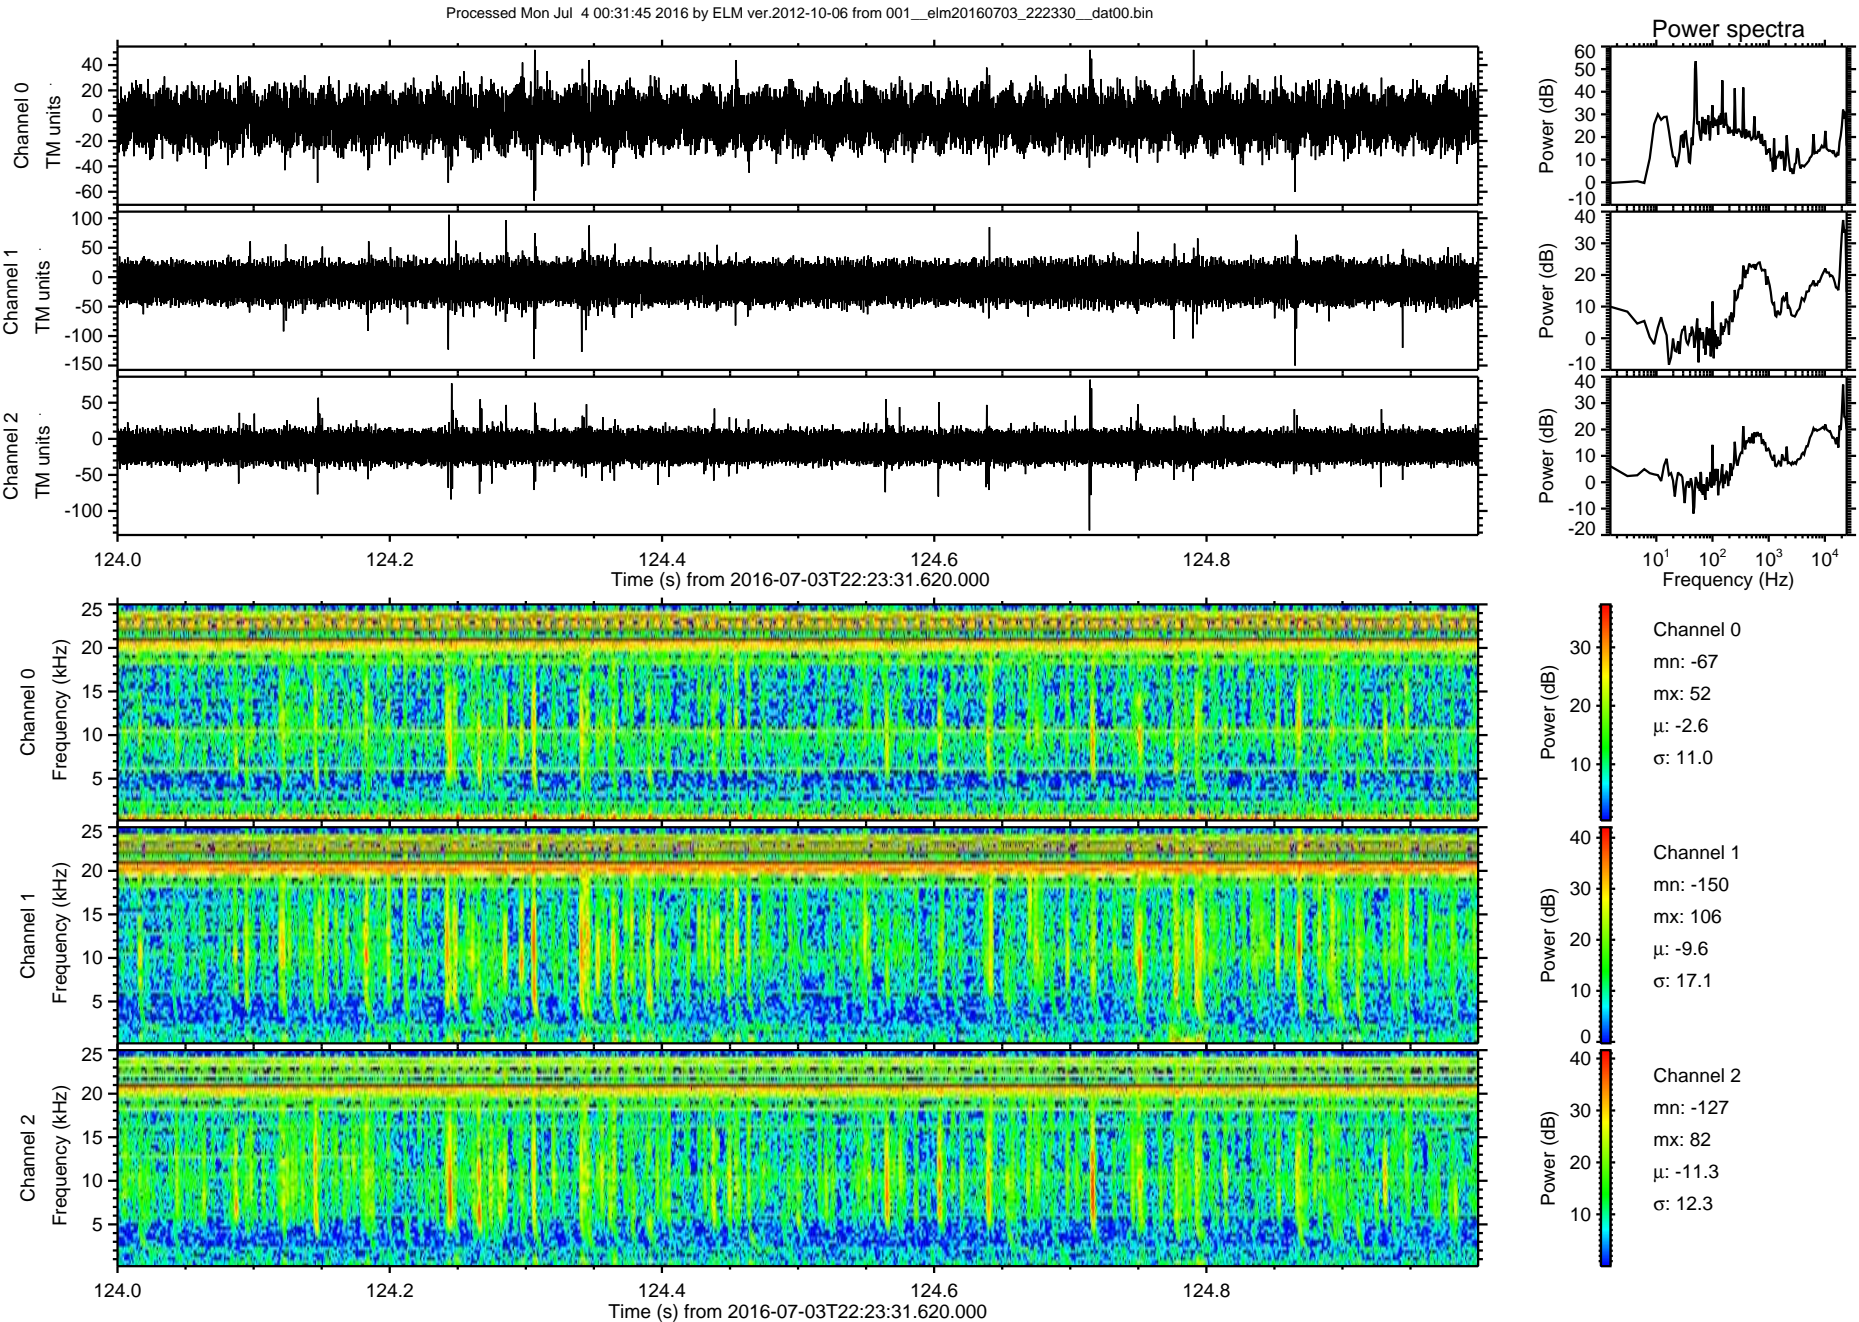 Processed Mon Jul  4 00:31:45 2016 by ELM ver.2012-10-06 from 001__elm20160703_222330__dat00.bin
Power spectra
Channel 0
TM units
40
20
0
-20
-40
-60
Power (dB)
60
50
40
30
20
10
0
-10
Channel 1
TM units
100
50
0
-50
-100
-150
Power (dB)
40
30
20
10
0
-10
Channel 2
TM units
50
0
-50
-100
Power (dB)
40
30
20
10
0
-10
-20
124.0 124.2 124.4 124.6 124.8
Time (s) from 2016-07-03T22:23:31.620.000
10^1 10^2 10^3 10^4
Frequency (Hz)
Channel 0
Frequency (kHz)
25
20
15
10
5
Power (dB)
30
20
10
Channel 0
mn: -67
mx: 52
μ: -2.6
σ: 11.0
Channel 1
Frequency (kHz)
25
20
15
10
5
Power (dB)
40
30
20
10
0
Channel 1
mn: -150
mx: 106
μ: -9.6
σ: 17.1
Channel 2
Frequency (kHz)
25
20
15
10
5
Power (dB)
40
30
20
10
Channel 2
mn: -127
mx: 82
μ: -11.3
σ: 12.3
124.0 124.2 124.4 124.6 124.8
Time (s) from 2016-07-03T22:23:31.620.000